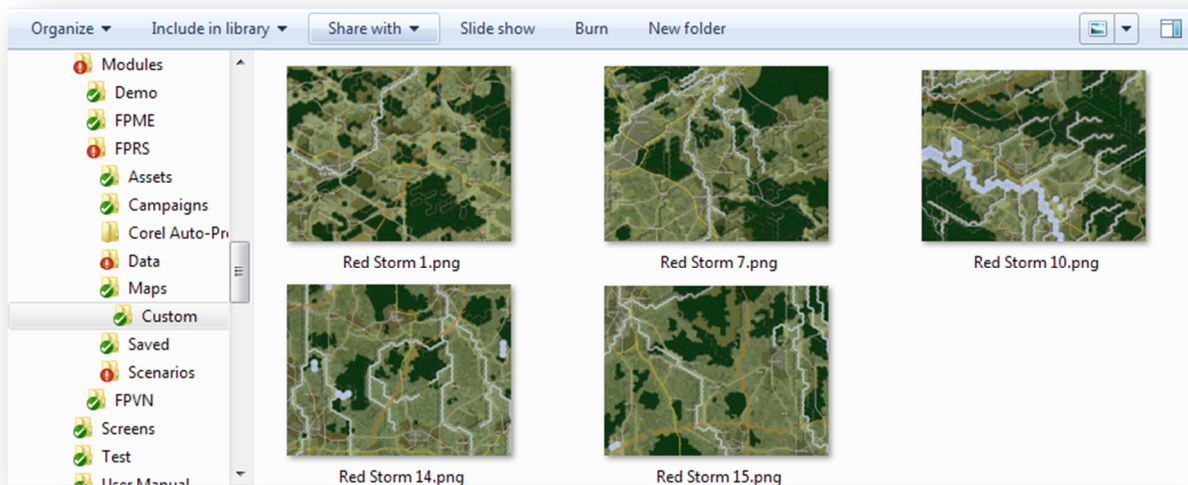 Organize
Include in library
Share with
Slide show
Burn
New folder
Modules
Demo
FPME
FPRS
Assets
Campaigns
Corel Auto-Pr
Data
Maps
Custom
Saved
Scenarios
FPVN
Screens
Test
User Manual
Red Storm 1.png
Red Storm 7.png
Red Storm 10.png
Red Storm 14.png
Red Storm 15.png